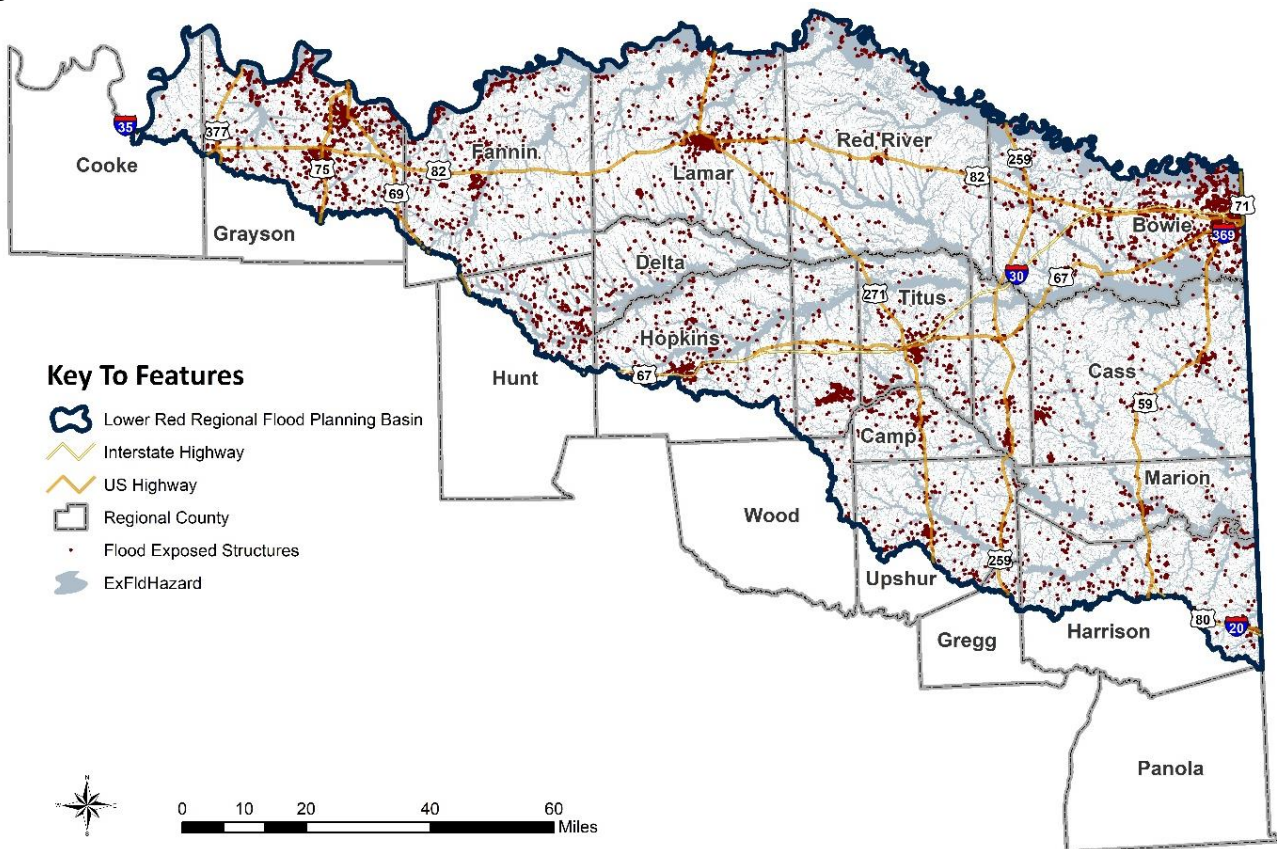 35
377
Cooke
75
Grayson
69
82
Fannin
Lamar
Red River
259
82
71
Bowie
369
Delta
30
67
271
Titus
Hopkins
67
Hunt
Cass
59
Camp
Marion
Wood
259
Upshur
80
20
Gregg
Harrison
Panola
Key To Features
Lower Red Regional Flood Planning Basin
Interstate Highway
US Highway
Regional County
Flood Exposed Structures
ExFldHazard
N
W
E
S
0 10 20 40 60
Miles